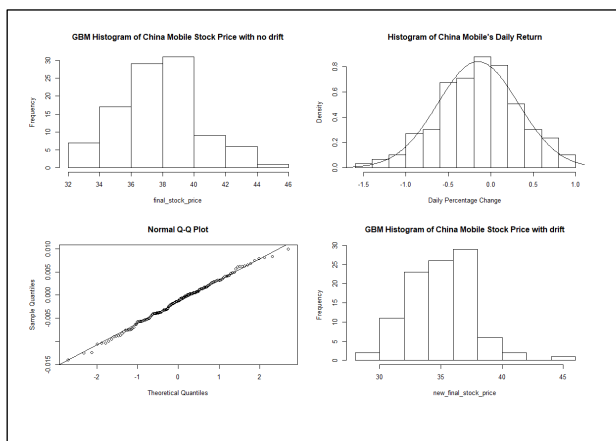 GBM Histogram of China Mobile Stock Price with no drift
Frequency
0 5 10 20 30
32 34 36 38 40 42 44 46
final_stock_price
Histogram of China Mobile's Daily Return
Density
0.0 0.2 0.4 0.6 0.8
-1.5 -1.0 -0.5 0.0 0.5 1.0
Daily Percentage Change
Normal Q-Q Plot
Sample Quantiles
-0.015 -0.005 0.000 0.005 0.010
-2 -1 0 1 2
Theoretical Quantiles
GBM Histogram of China Mobile Stock Price with drift
Frequency
0 5 10 15 20 25 30
30 35 40 45
new_final_stock_price